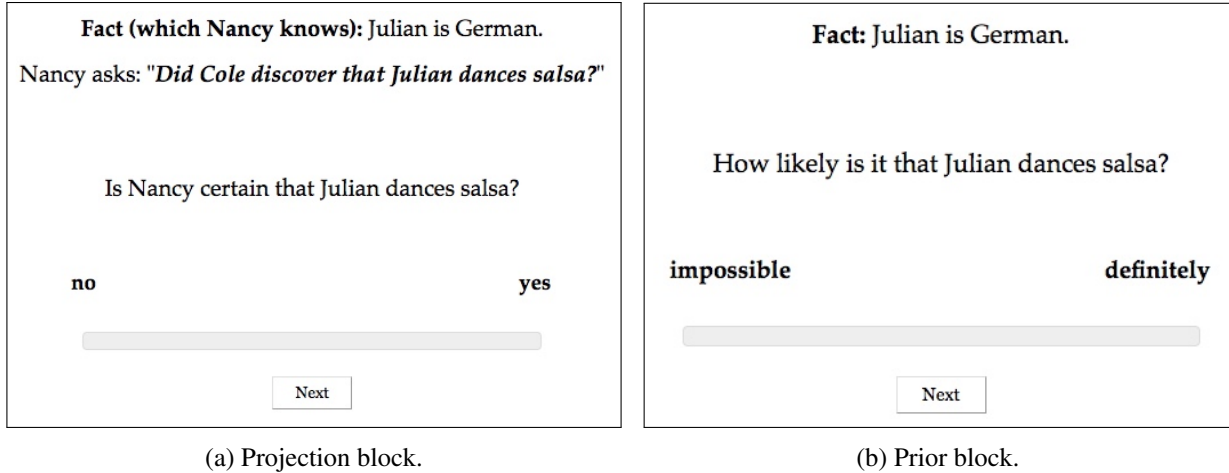 Fact (which Nancy knows): Julian is German.
Nancy asks: "Did Cole discover that Julian dances salsa?"
Is Nancy certain that Julian dances salsa?
no
yes
Next
(a) Projection block.
Fact: Julian is German.
How likely is it that Julian dances salsa?
impossible
definitely
Next
(b) Prior block.